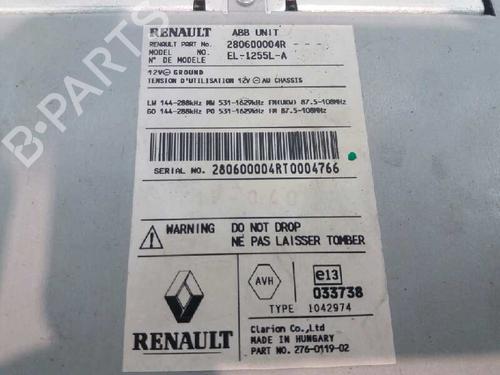 RENAULT ABB UNIT
RENAULT PART No. 280600004R - - -
MODEL NO. EL-1255L-A
N° DE MODELE
12V⊖ GROUND
TENSION D'UTILISATION 12V ⊖ AU CHASSIS
LW 144-288kHz MW 531-1629kHz FM(UKW) 87.5-108MHz
GO 144-288kHz PO 531-1629kHz FM 87.5-108MHz
SERIAL NO. 280600004RT0004766
WARNING DO NOT DROP
NE PAS LAISSER TOMBER
AVH
e13
033738
TYPE 1042974
RENAULT
Clarion Co.,Ltd
MADE IN HUNGARY
PART NO. 276-0119-02